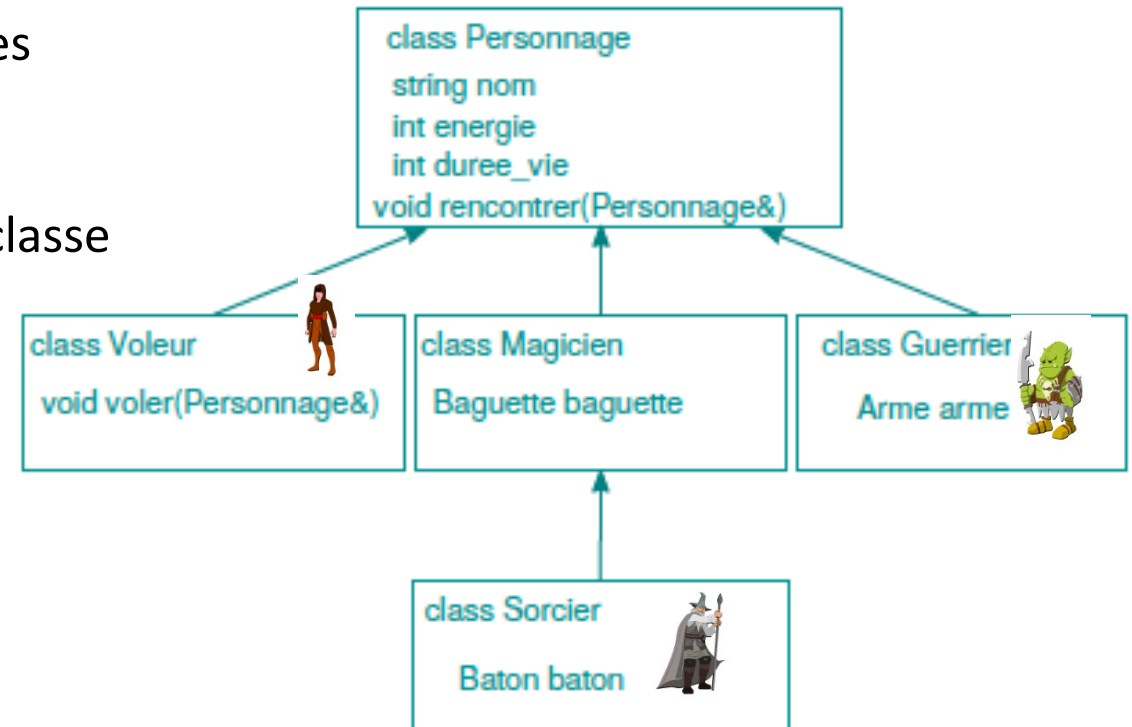 es
classe
class Personnage
string nom
int energie
int duree_vie
void rencontrer(Personnage&)
class Voleur
void voler(Personnage&)
class Magicien
Baguette baguette
class Guerrier
Arme arme
class Sorcier
Baton baton